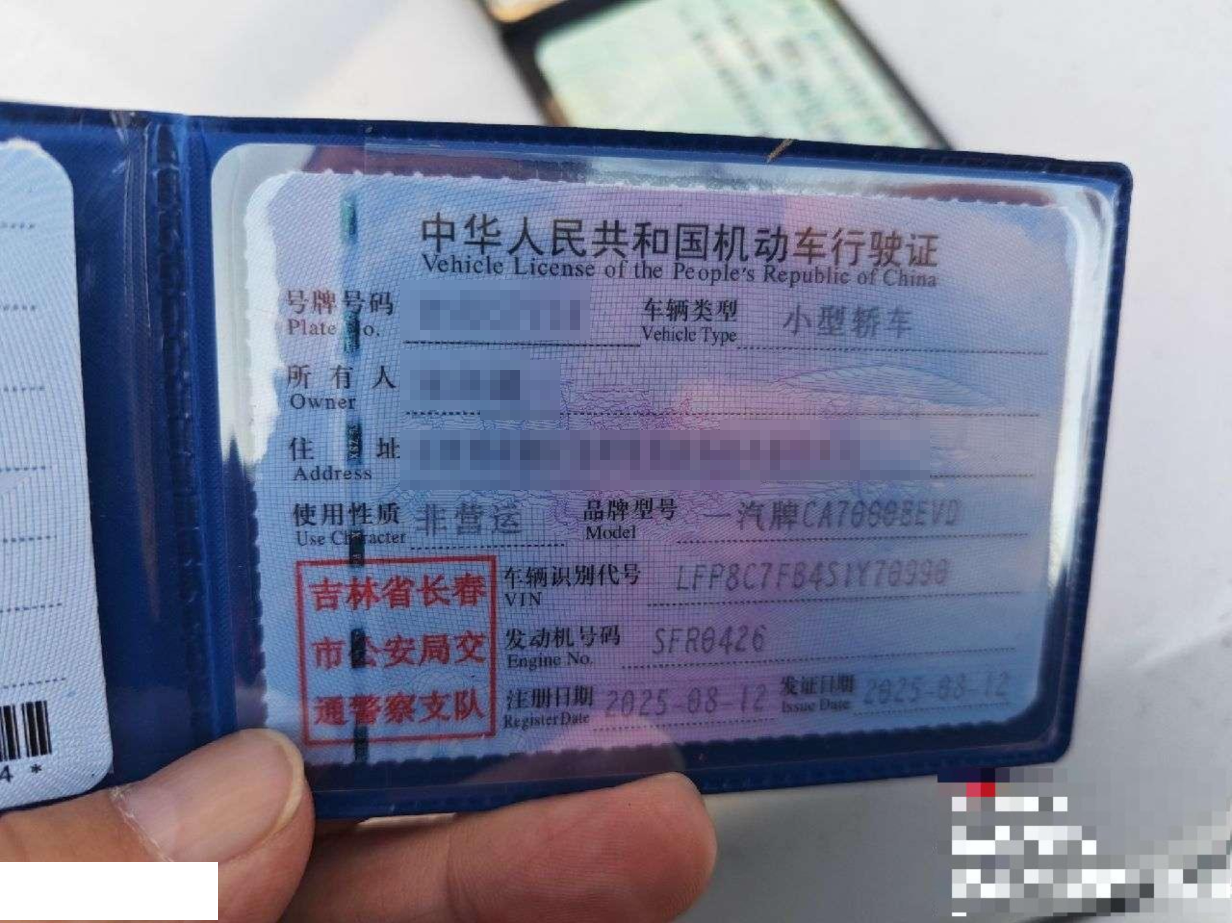 中华人民共和国机动车行驶证
Vehicle License of the People's Republic of China
号牌号码 车辆类型 小型轿车
Plate No. Vehicle Type
所有人
Owner
住址
Address
使用性质 非营运 品牌型号 一汽牌CA7000BEVD
Use Character Model
吉林省长春
市公安局交
通警察支队
车辆识别代号 LFP8C7FB4S1Y70990
VIN
发动机号码 SFR0426
Engine No.
注册日期 2025-08-12 发证日期 2025-08-12
Register Date Issue Date
4 *